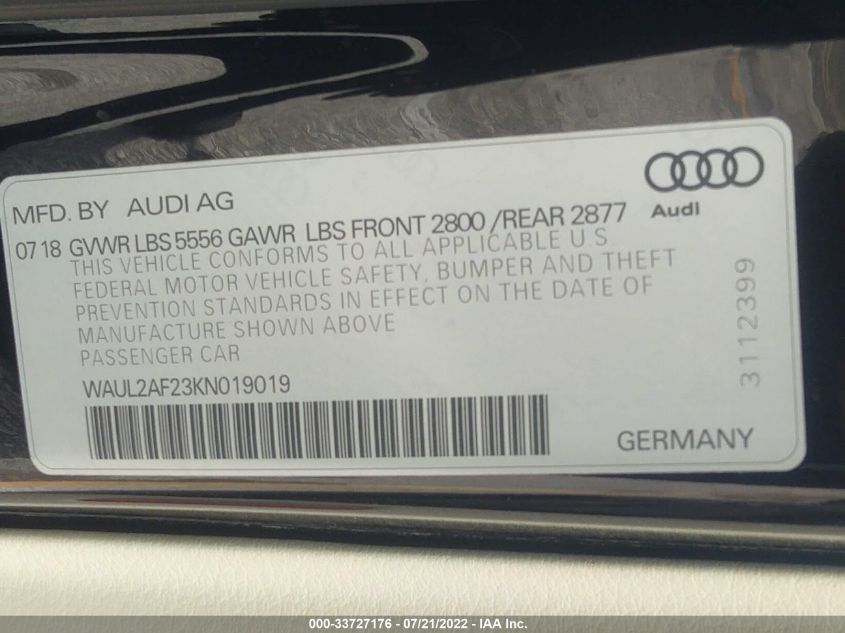 MFD. BY AUDI AG
Audi
07 18 GVWR LBS 5556 GAWR LBS FRONT 2800 /REAR 2877
THIS VEHICLE CONFORMS TO ALL APPLICABLE U.S.
FEDERAL MOTOR VEHICLE SAFETY, BUMPER AND THEFT
PREVENTION STANDARDS IN EFFECT ON THE DATE OF
MANUFACTURE SHOWN ABOVE
PASSENGER CAR
3112399
WAUL2AF23KN019019
GERMANY
000-33727176 - 07/21/2022 - IAA Inc.